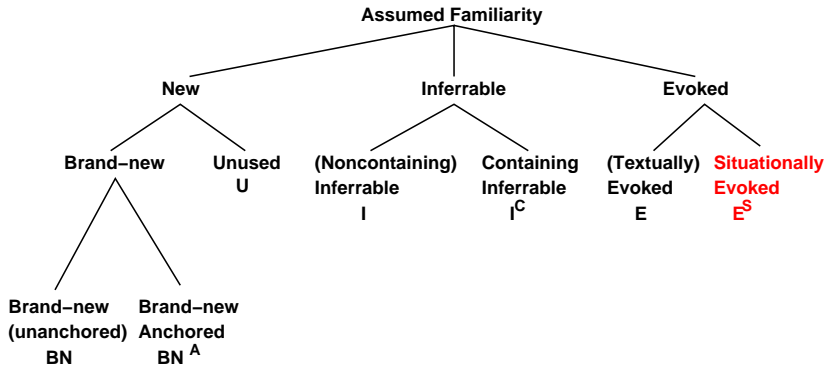 Assumed Familiarity
New
Inferrable
Evoked
Brand–new
Unused
U
(Noncontaining)
Inferrable
I
Containing
Inferrable
I^C
(Textually)
Evoked
E
Situationally
Evoked
E^S
Brand–new
(unanchored)
BN
Brand–new
Anchored
BN^A